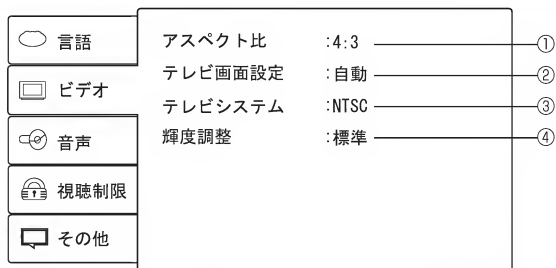 言語
ビデオ
音声
視聴制限
その他
アスペクト比 :4:3 ①
テレビ画面設定 :自動 ②
テレビシステム :NTSC ③
輝度調整 :標準 ④